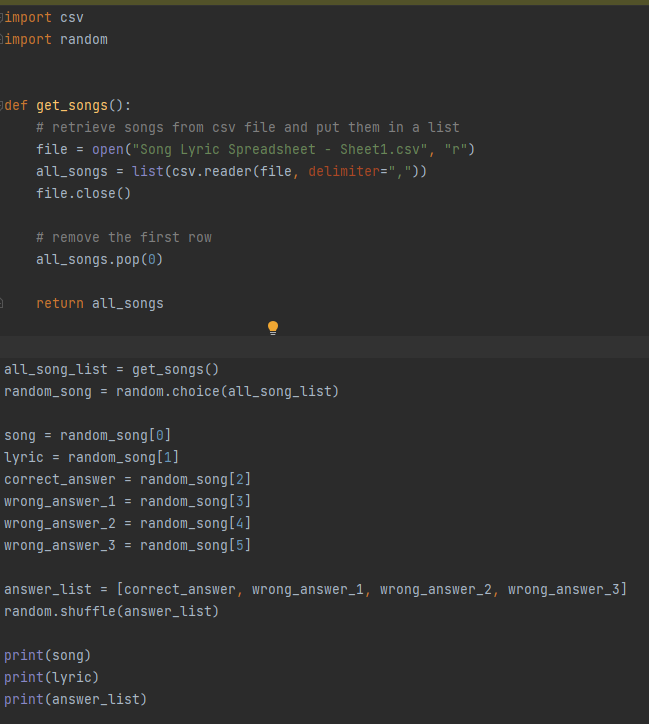 import csv
import random
def get_songs():
    # retrieve songs from csv file and put them in a list
    file = open("Song Lyric Spreadsheet - Sheet1.csv", "r")
    all_songs = list(csv.reader(file, delimiter=","))
    file.close()
    # remove the first row
    all_songs.pop(0)
    return all_songs
all_song_list = get_songs()
random_song = random.choice(all_song_list)
song = random_song[0]
lyric = random_song[1]
correct_answer = random_song[2]
wrong_answer_1 = random_song[3]
wrong_answer_2 = random_song[4]
wrong_answer_3 = random_song[5]
answer_list = [correct_answer, wrong_answer_1, wrong_answer_2, wrong_answer_3]
random.shuffle(answer_list)
print(song)
print(lyric)
print(answer_list)